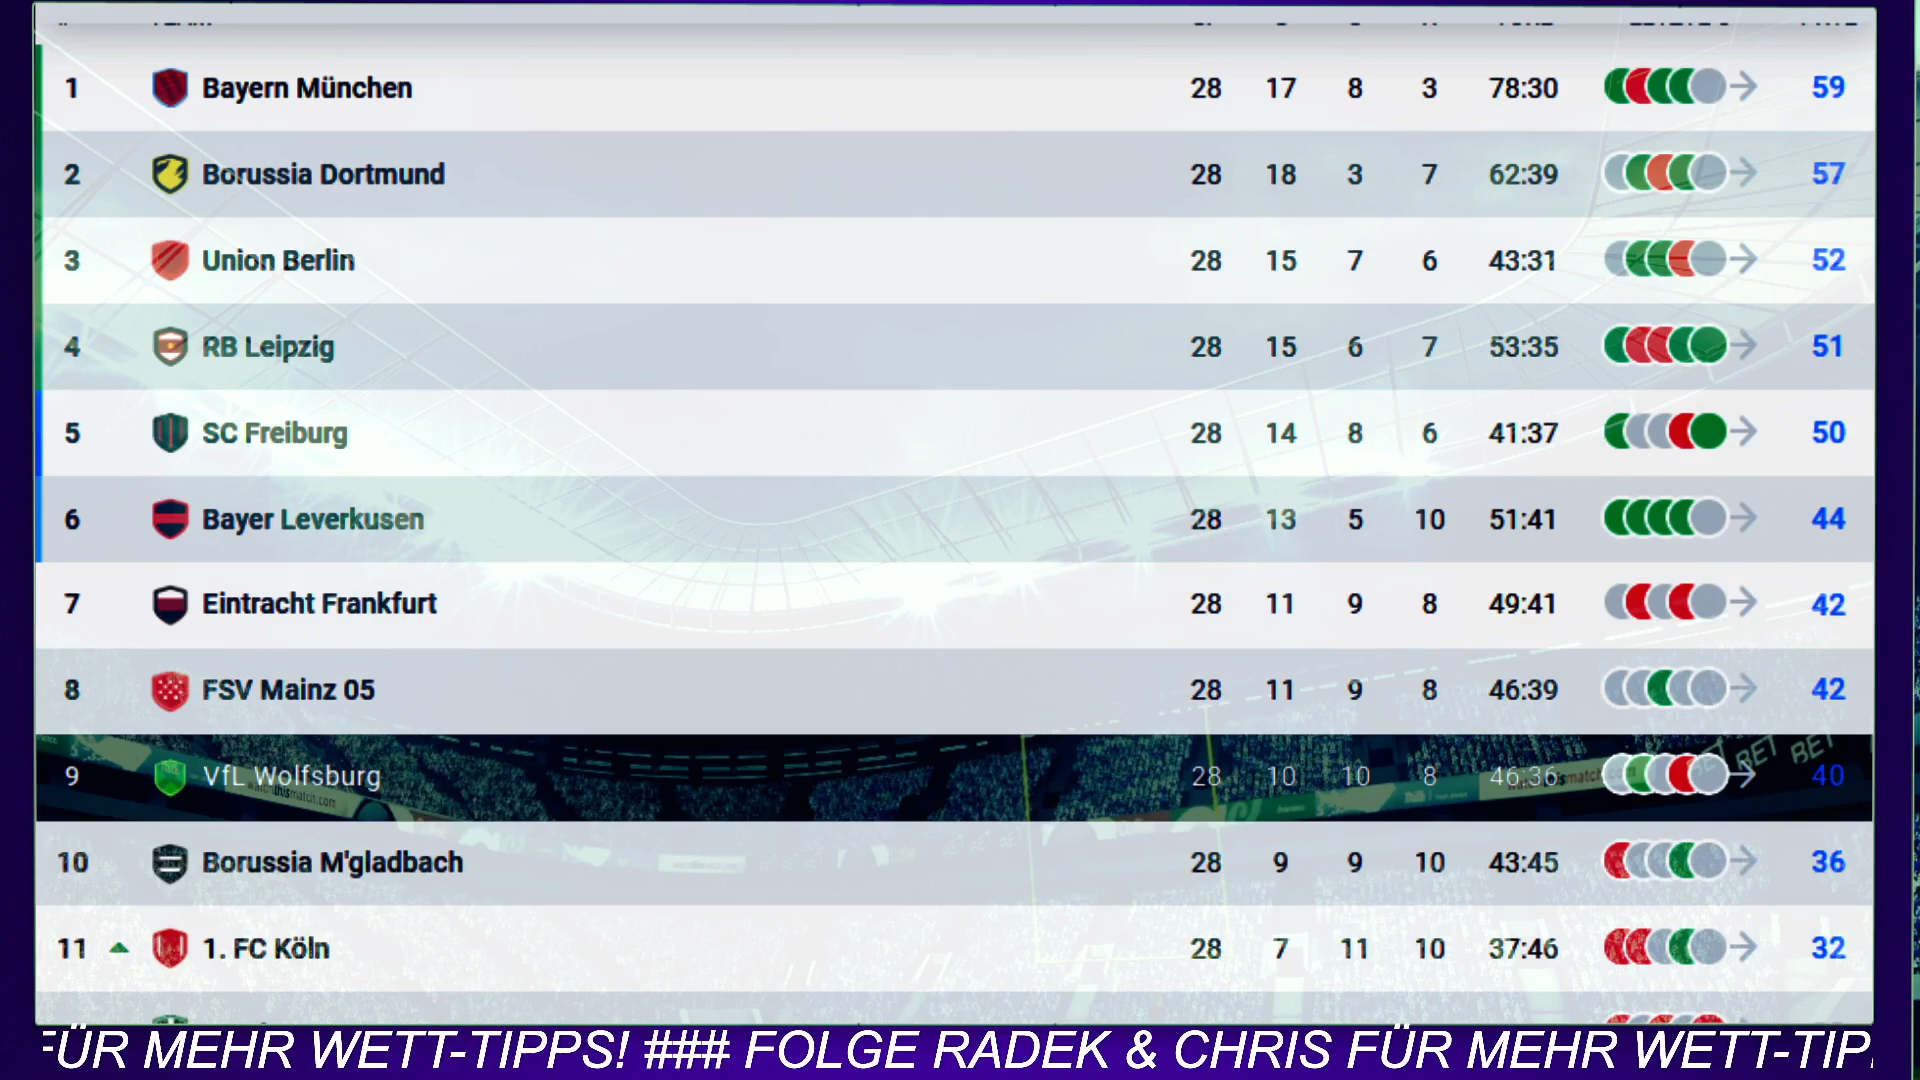 1 Bayern München 28 17 8 3 78:30 59
2 Borussia Dortmund 28 18 3 7 62:39 57
3 Union Berlin 28 15 7 6 43:31 52
4 RB Leipzig 28 15 6 7 53:35 51
5 SC Freiburg 28 14 8 6 41:37 50
6 Bayer Leverkusen 28 13 5 10 51:41 44
7 Eintracht Frankfurt 28 11 9 8 49:41 42
8 FSV Mainz 05 28 11 9 8 46:39 42
9 VfL Wolfsburg 28 10 10 8 46:36 40
BET BET
10 Borussia M'gladbach 28 9 9 10 43:45 36
11 1. FC Köln 28 7 11 10 37:46 32
FÜR MEHR WETT-TIPPS! ### FOLGE RADEK & CHRIS FÜR MEHR WETT-TIP